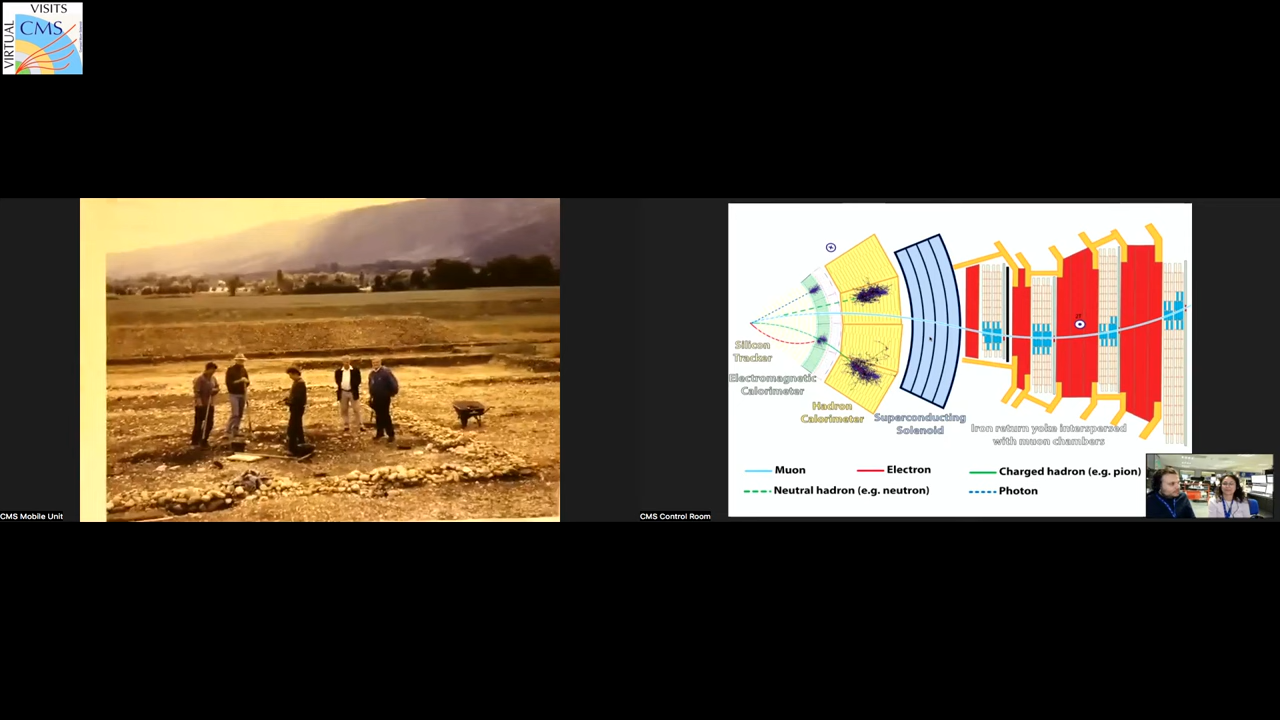 VISITS
CMS
VIRTUAL
CMS Mobile Unit
Silicon
Tracker
Electromagnetic
Calorimeter
Hadron
Calorimeter
Superconducting
Solenoid
Iron return yoke interspersed
with muon chambers
Muon
Electron
Charged hadron (e.g. pion)
Neutral hadron (e.g. neutron)
Photon
CMS Control Room